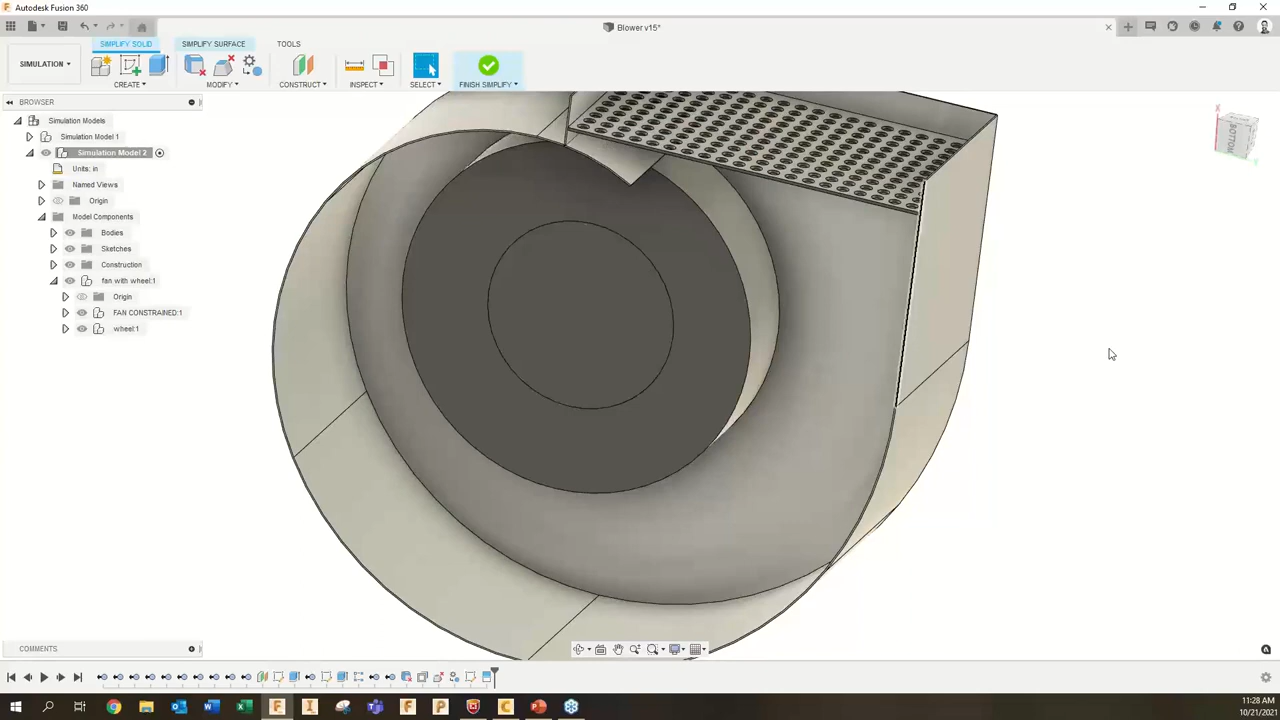 Autodesk Fusion 360
Blower v15*
SIMPLIFY SOLID
SIMPLIFY SURFACE
TOOLS
SIMULATION
CREATE
MODIFY
CONSTRUCT
INSPECT
SELECT
FINISH SIMPLIFY
BROWSER
Simulation Models
Simulation Model 1
Simulation Model 2
Units: in
Named Views
Origin
Model Components
Bodies
Sketches
Construction
fan with wheel:1
Origin
FAN CONSTRAINED:1
wheel:1
BOTTOM
X
Y
COMMENTS
11:28 AM
10/21/2021